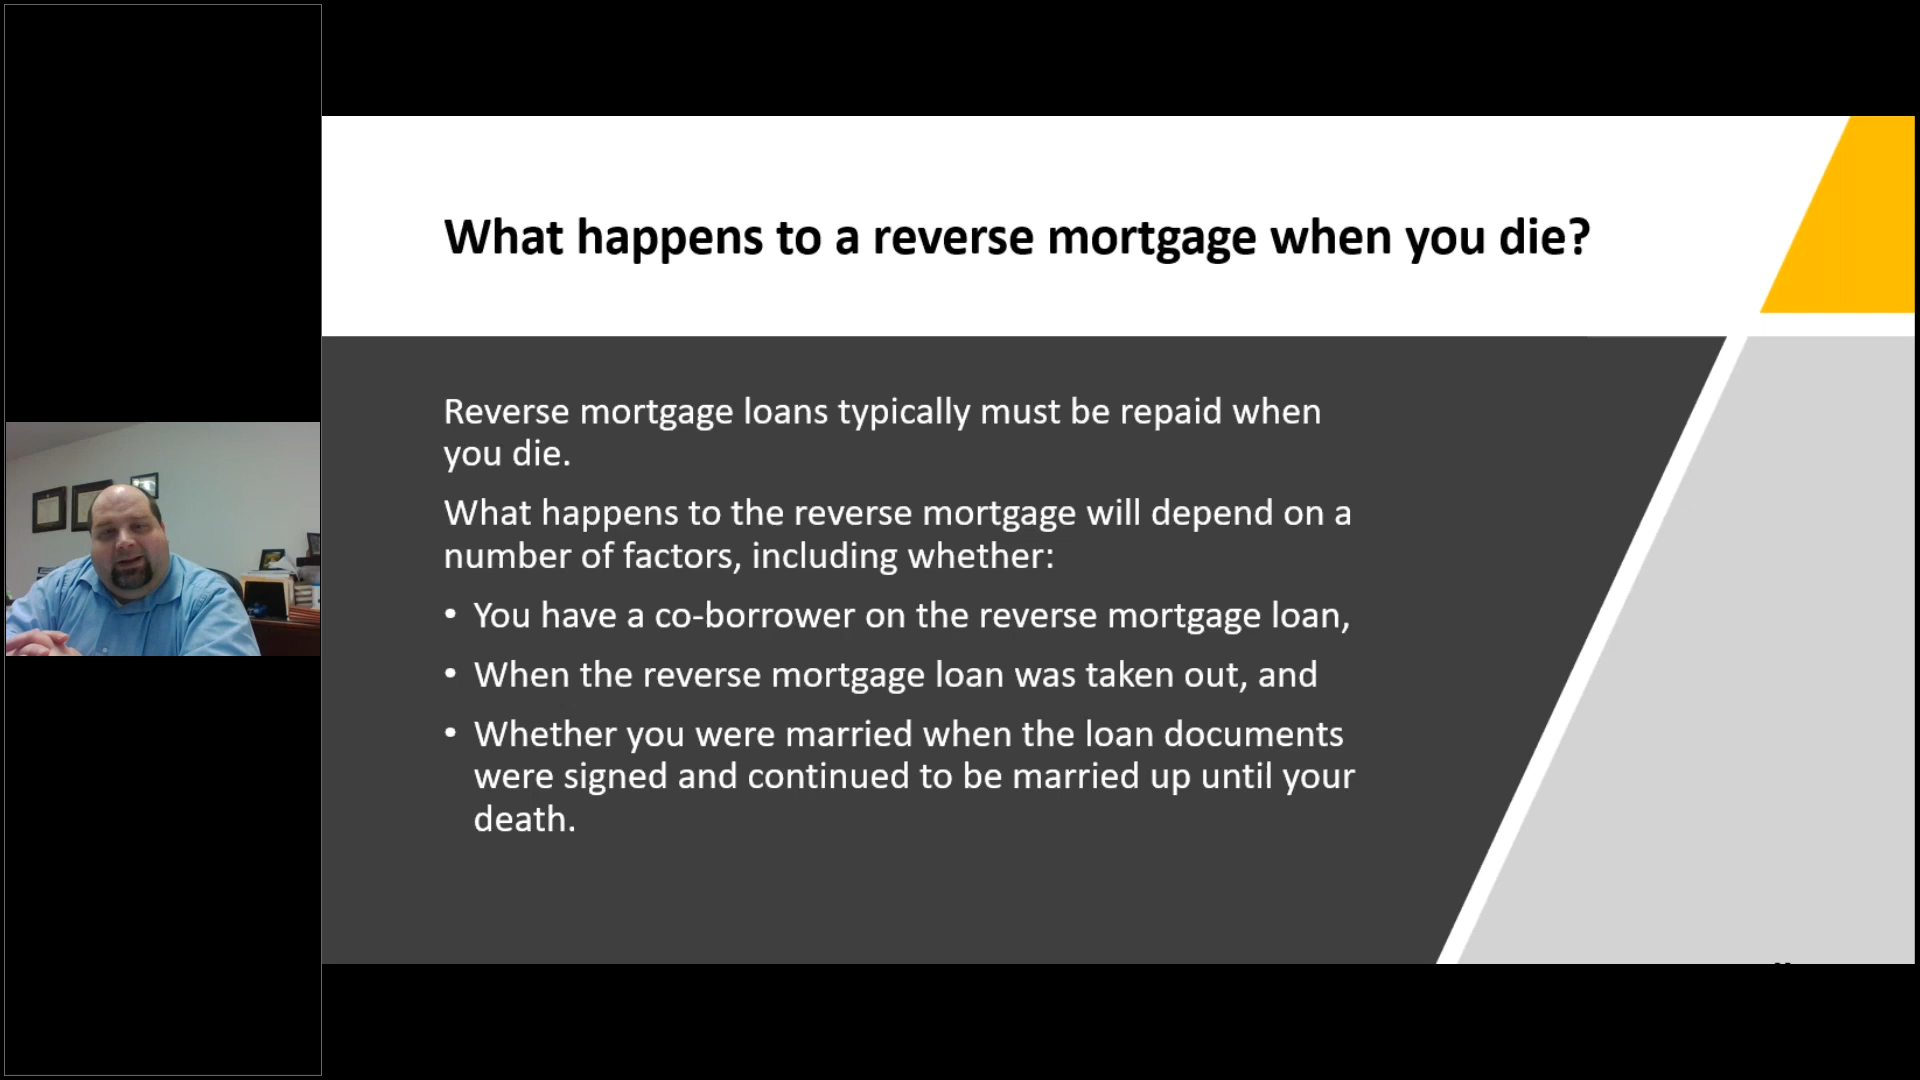 What happens to a reverse mortgage when you die?
Reverse mortgage loans typically must be repaid when
you die.
What happens to the reverse mortgage will depend on a
number of factors, including whether:
• You have a co-borrower on the reverse mortgage loan,
• When the reverse mortgage loan was taken out, and
• Whether you were married when the loan documents
were signed and continued to be married up until your
death.